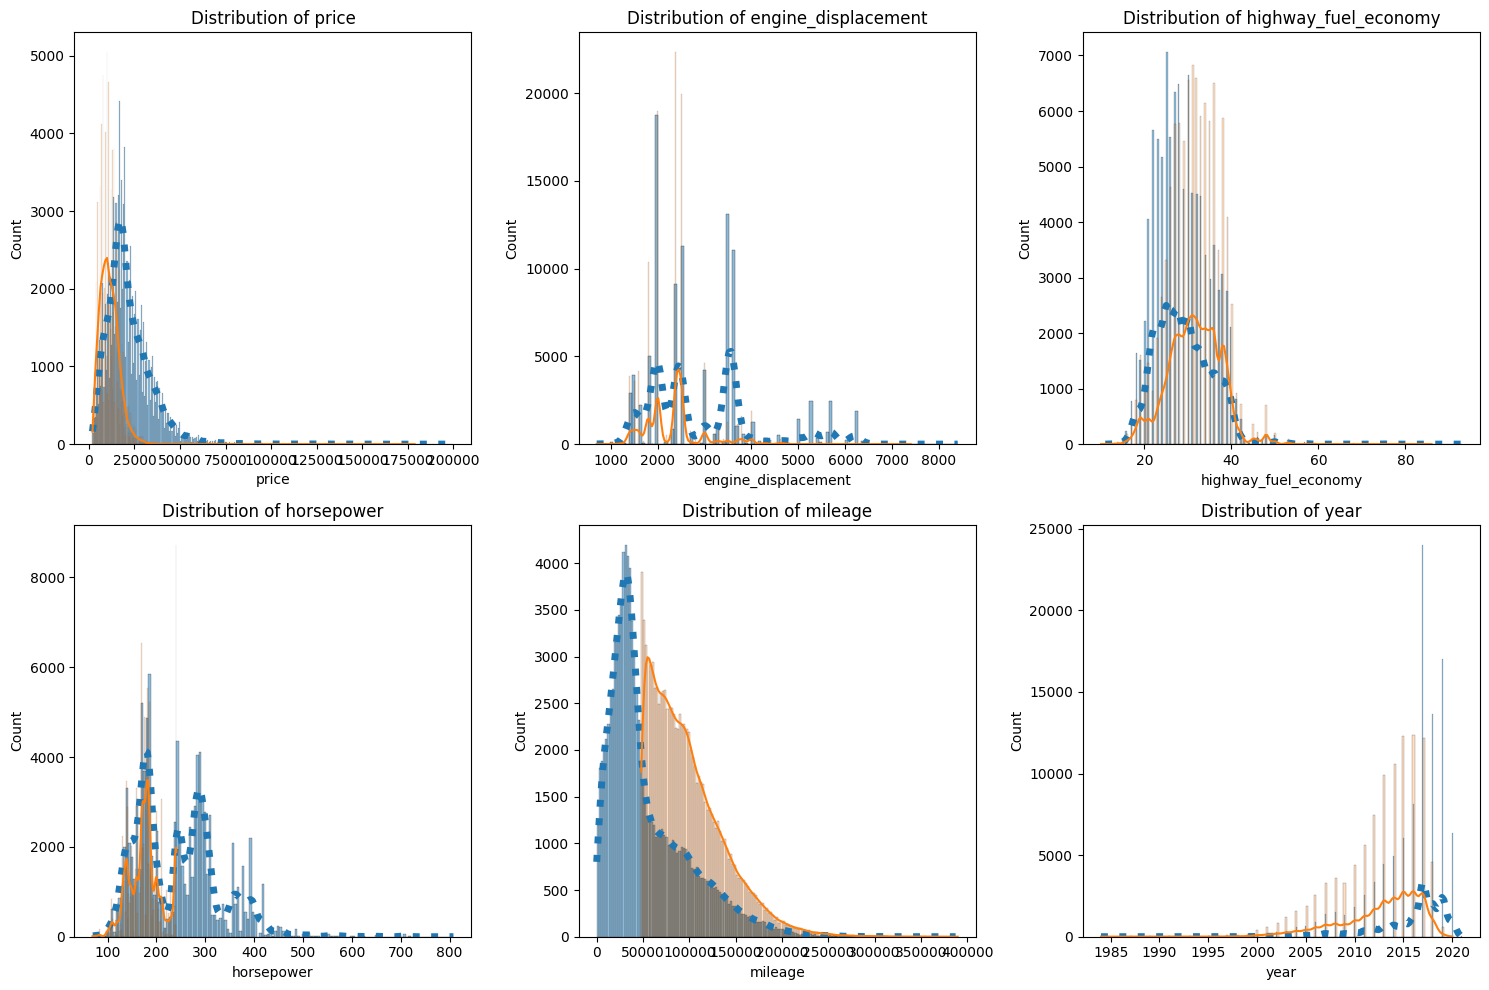 Distribution of price
5000
4000
3000
2000
1000
0
Count
0 25000 50000 75000 100000 125000 150000 175000 200000
price
Distribution of engine_displacement
20000
15000
10000
5000
0
Count
1000 2000 3000 4000 5000 6000 7000 8000
engine_displacement
Distribution of highway_fuel_economy
7000
6000
5000
4000
3000
2000
1000
0
Count
20 40 60 80
highway_fuel_economy
Distribution of horsepower
8000
6000
4000
2000
0
Count
100 200 300 400 500 600 700 800
horsepower
Distribution of mileage
4000
3500
3000
2500
2000
1500
1000
500
0
Count
0 50000 100000 150000 200000 250000 300000 350000 400000
mileage
Distribution of year
25000
20000
15000
10000
5000
0
Count
1985 1990 1995 2000 2005 2010 2015 2020
year